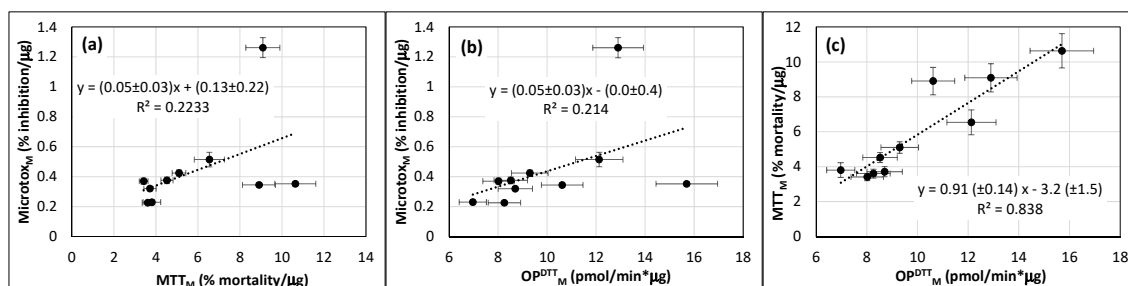 (a)
Microtox_M (% inhibition/µg)
1.4
1.2
1
0.8
0.6
0.4
0.2
0
y = (0.05±0.03)x + (0.13±0.22)
R² = 0.2233
0 2 4 6 8 10 12 14
MTT_M (% mortality/µg)
(b)
Microtox_M (% inhibition/µg)
1.4
1.2
1
0.8
0.6
0.4
0.2
0
y = (0.05±0.03)x - (0.0±0.4)
R² = 0.214
6 8 10 12 14 16 18
OP^DTT_M (pmol/min*µg)
(c)
MTT_M (% mortality/µg)
12
10
8
6
4
2
0
y = 0.91 (±0.14) x - 3.2 (±1.5)
R² = 0.838
6 8 10 12 14 16 18
OP^DTT_M (pmol/min*µg)